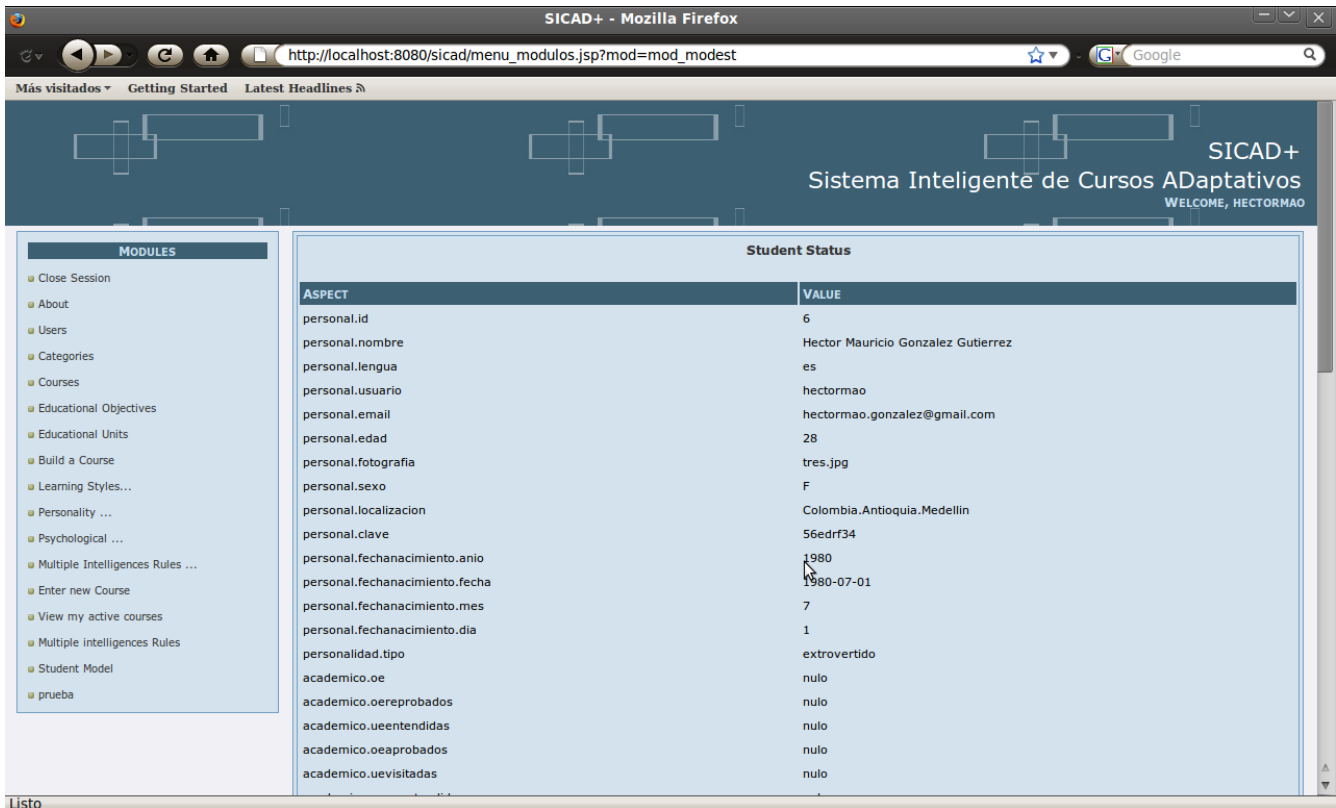 SICAD+ - Mozilla Firefox
http://localhost:8080/sicad/menu_modulos.jsp?mod=mod_modest
G Google
Más visitados Getting Started Latest Headlines
SICAD+
Sistema Inteligente de Cursos ADaptativos
WELCOME, HECTORMAO
MODULES
Close Session
About
Users
Categories
Courses
Educational Objectives
Educational Units
Build a Course
Learning Styles...
Personality ...
Psychological ...
Multiple Intelligences Rules ...
Enter new Course
View my active courses
Multiple intelligences Rules
Student Model
prueba
Student Status
ASPECT VALUE
personal.id 6
personal.nombre Hector Mauricio Gonzalez Gutierrez
personal.lengua es
personal.usuario hectormao
personal.email hectormao.gonzalez@gmail.com
personal.edad 28
personal.fotografia tres.jpg
personal.sexo F
personal.localizacion Colombia.Antioquia.Medellin
personal.clave 56edrf34
personal.fechanacimiento.anio 1980
personal.fechanacimiento.fecha 1980-07-01
personal.fechanacimiento.mes 7
personal.fechanacimiento.dia 1
personalidad.tipo extrovertido
academico.oe nulo
academico.oereprobados nulo
academico.ueentendidas nulo
academico.oeaprobados nulo
academico.uevisitadas nulo
Listo